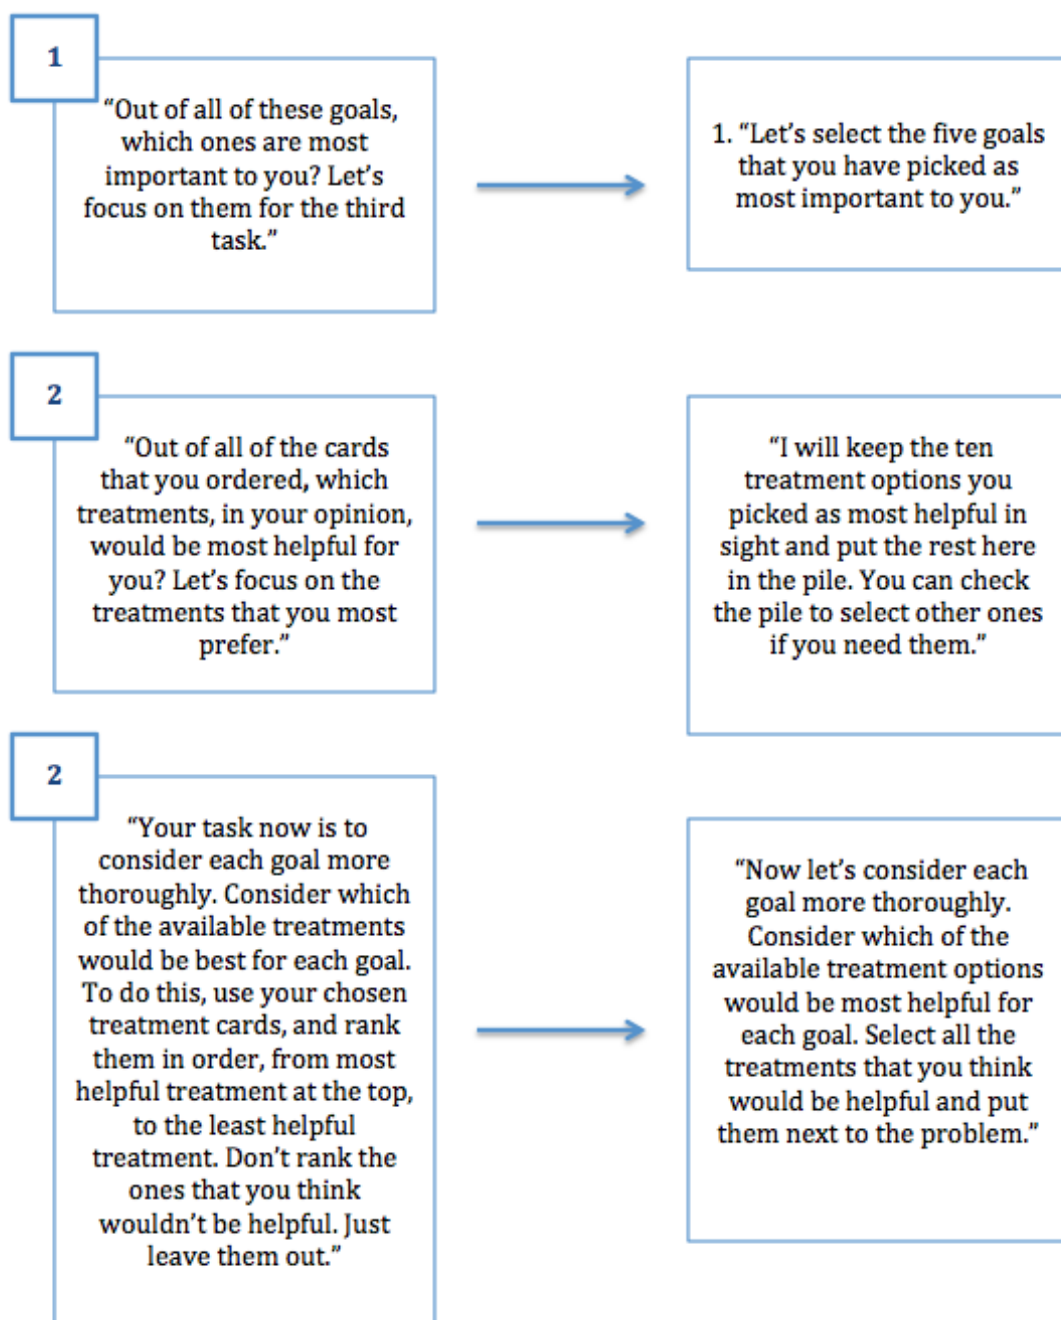 1
“Out of all of these goals,
which ones are most
important to you? Let’s
focus on them for the third
task.”
1. “Let’s select the five goals
that you have picked as
most important to you.”
2
“Out of all of the cards
that you ordered, which
treatments, in your opinion,
would be most helpful for
you? Let’s focus on the
treatments that you most
prefer.”
“I will keep the ten
treatment options you
picked as most helpful in
sight and put the rest here
in the pile. You can check
the pile to select other ones
if you need them.”
2
“Your task now is to
consider each goal more
thoroughly. Consider which
of the available treatments
would be best for each goal.
To do this, use your chosen
treatment cards, and rank
them in order, from most
helpful treatment at the top,
to the least helpful
treatment. Don’t rank the
ones that you think
wouldn’t be helpful. Just
leave them out.”
“Now let’s consider each
goal more thoroughly.
Consider which of the
available treatment options
would be most helpful for
each goal. Select all the
treatments that you think
would be helpful and put
them next to the problem.”